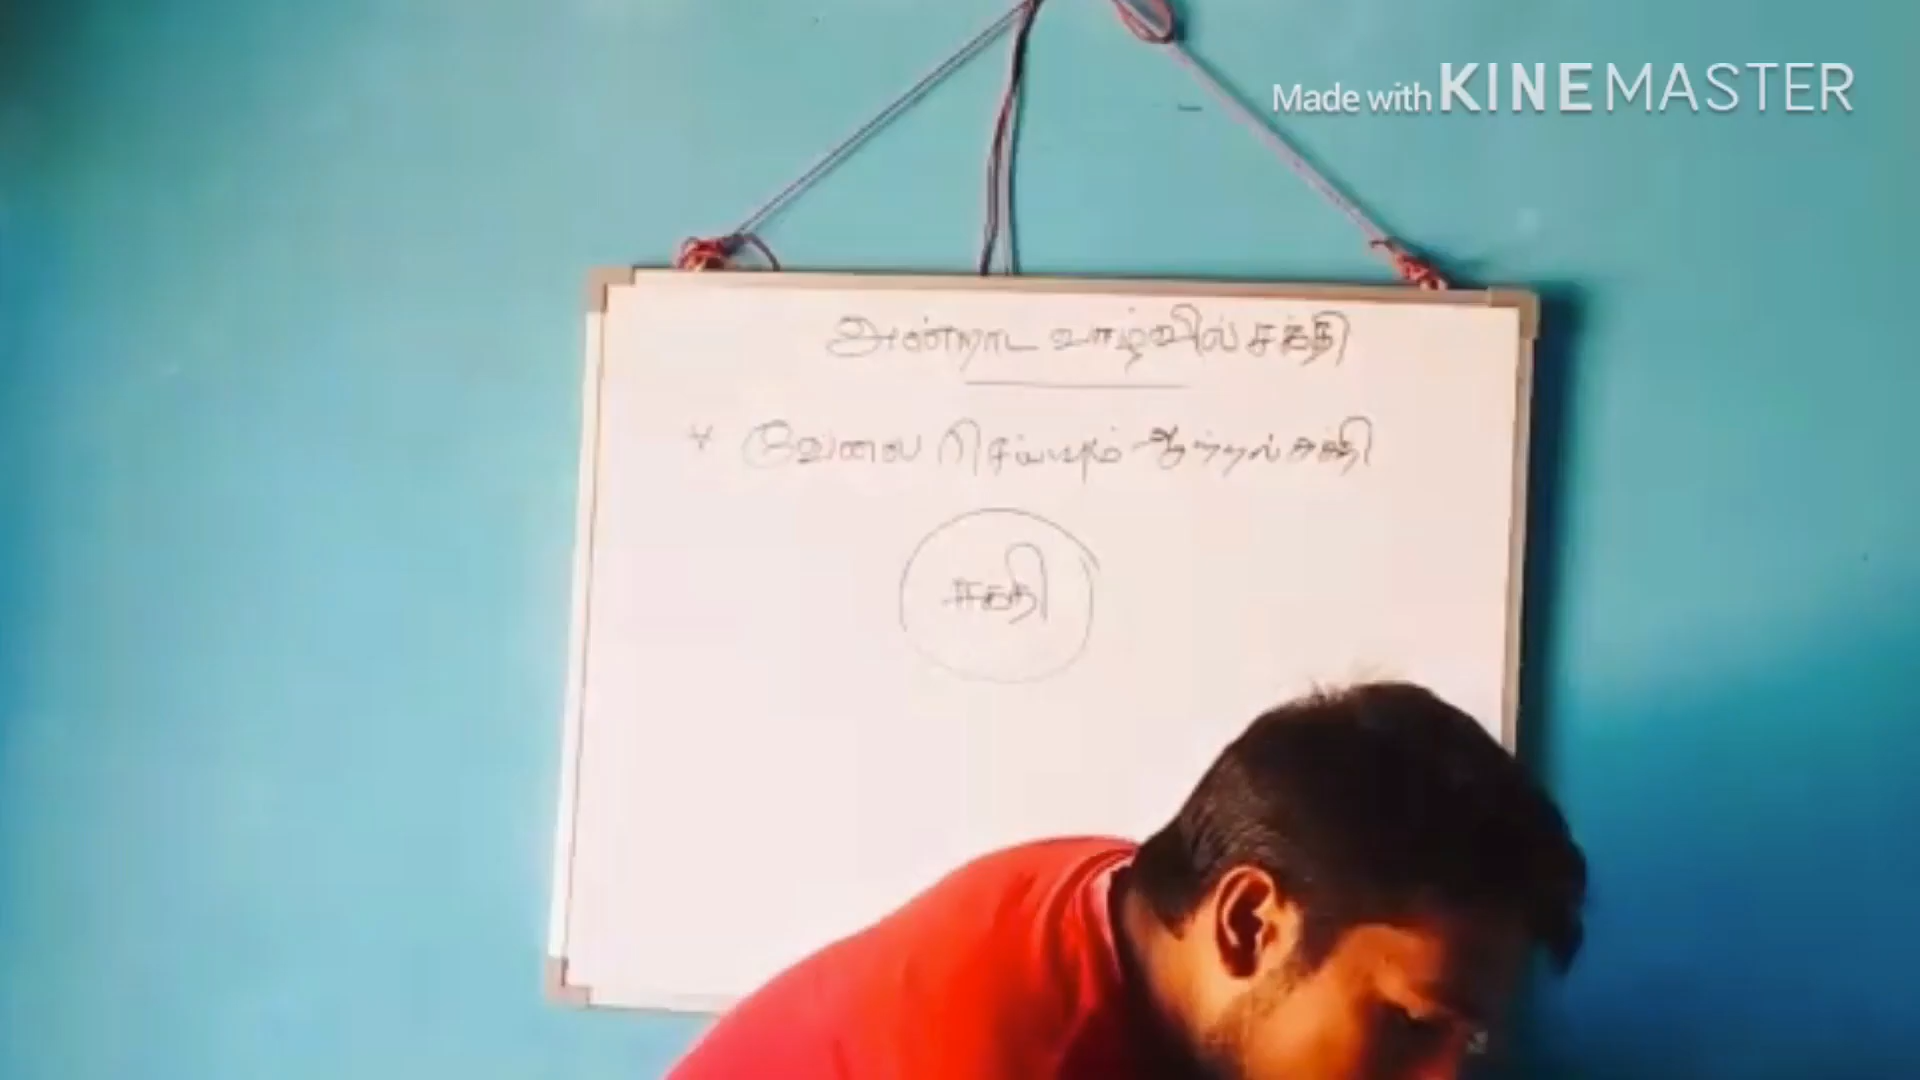 Made with KINEMASTER
அன்றாட வாழ்வில் சக்தி
* வேலை செய்யும் ஆற்றல் சக்தி
சக்தி